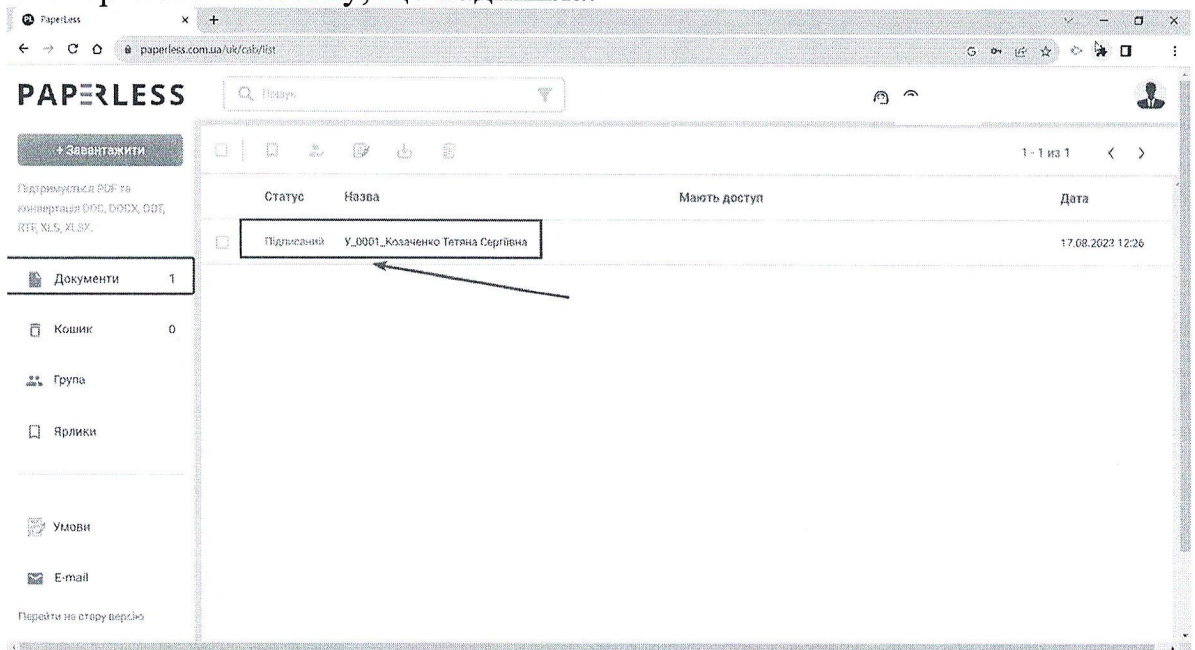 PaperLess
paperless.com.ua/uk/cab/list
PAPERLESS
Пошук
+ Завантажити
1 - 1 из 1
Підтримується PDF та
конвертація DOC, DOCX, ODT,
RTF, XLS, XLSX.
Статус Назва Мають доступ Дата
Підписаний У_0001_Козаченко Тетяна Сергіївна 17.08.2023 12:26
Документи 1
Кошик 0
Група
Ярлики
Умови
E-mail
Перейти на стару версію